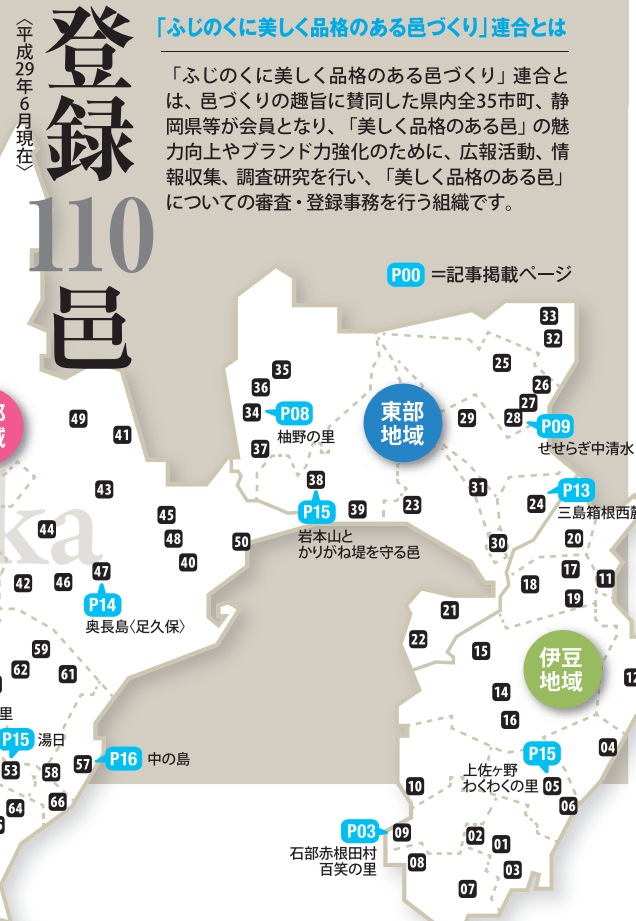 登録110邑
〈平成29年6月現在〉
「ふじのくに美しく品格のある邑づくり」連合とは
「ふじのくに美しく品格のある邑づくり」連合と
は、邑づくりの趣旨に賛同した県内全35市町、静
岡県等が会員となり、「美しく品格のある邑」の魅
力向上やブランド力強化のために、広報活動、情
報収集、調査研究を行い、「美しく品格のある邑」
についての審査・登録事務を行う組織です。
P00 ＝記事掲載ページ
33
32
25
35
36
26
27
34 P08
柚野の里
東部
地域
29
28
P09
せせらぎ中清水
49
41
37
43
38
P15
岩本山と
かりがね堤を守る邑
39
23
31
24
P13
三島箱根西麓
45
44
48
50
40
30
20
42
46
47
P14
奥長島〈足久保〉
18
17
11
19
21
22
59
62
61
15
伊豆
地域
12
14
16
里
P15 湯日
57 P16 中の島
53
58
04
P15
上佐ヶ野
わくわくの里
05
10
06
64
66
P03 09
石部赤根田村
百笑の里
02
01
08
03
07
ka